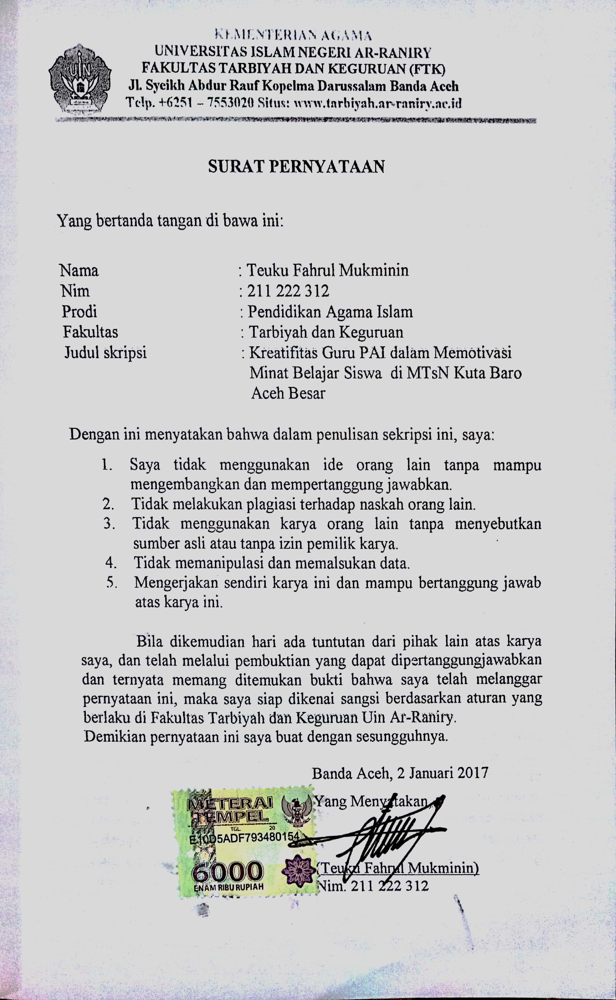 KEMENTERIAN AGAMA
UNIVERSITAS ISLAM NEGERI AR-RANIRY
FAKULTAS TARBIYAH DAN KEGURUAN (FTK)
Jl. Syeikh Abdur Rauf Kopelma Darussalam Banda Aceh
Telp. +6251 – 7553020 Situs: www.tarbiyah.ar-raniry.ac.id
UIN
SURAT PERNYATAAN
Yang bertanda tangan di bawa ini:
Nama : Teuku Fahrul Mukminin
Nim : 211 222 312
Prodi : Pendidikan Agama Islam
Fakultas : Tarbiyah dan Keguruan
Judul skripsi : Kreatifitas Guru PAI dalam Memotivasi
Minat Belajar Siswa di MTsN Kuta Baro
Aceh Besar
Dengan ini menyatakan bahwa dalam penulisan sekripsi ini, saya:
1. Saya tidak menggunakan ide orang lain tanpa mampu
mengembangkan dan mempertanggung jawabkan.
2. Tidak melakukan plagiasi terhadap naskah orang lain.
3. Tidak menggunakan karya orang lain tanpa menyebutkan
sumber asli atau tanpa izin pemilik karya.
4. Tidak memanipulasi dan memalsukan data.
5. Mengerjakan sendiri karya ini dan mampu bertanggung jawab
atas karya ini.
Bila dikemudian hari ada tuntutan dari pihak lain atas karya
saya, dan telah melalui pembuktian yang dapat dipertanggungjawabkan
dan ternyata memang ditemukan bukti bahwa saya telah melanggar
pernyataan ini, maka saya siap dikenai sangsi berdasarkan aturan yang
berlaku di Fakultas Tarbiyah dan Keguruan Uin Ar-Raniry.
Demikian pernyataan ini saya buat dengan sesungguhnya.
Banda Aceh, 2 Januari 2017
Yang Menyatakan,
METERAI
TEMPEL
TGL 20
E10D5ADF793480154
6000
ENAM RIBU RUPIAH
(Teuku Fahrul Mukminin)
Nim. 211 222 312